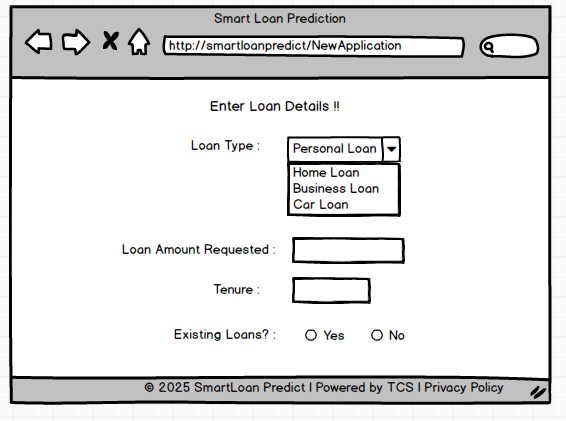 Smart Loan Prediction
http://smartloanpredict/NewApplication
Enter Loan Details !!
Loan Type : Personal Loan
Home Loan
Business Loan
Car Loan
Loan Amount Requested :
Tenure :
Existing Loans? : Yes No
© 2025 SmartLoan Predict | Powered by TCS | Privacy Policy